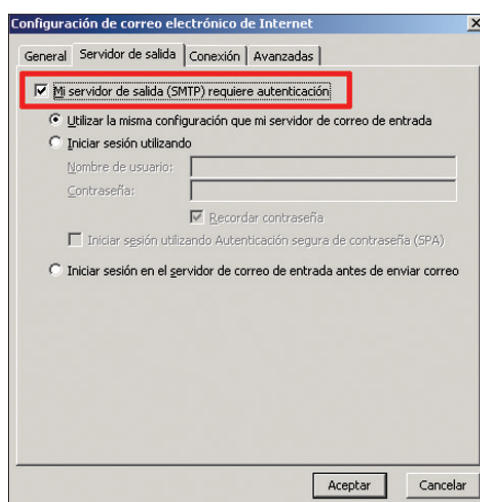 Configuración de correo electrónico de Internet
General Servidor de salida Conexión Avanzadas
Mi servidor de salida (SMTP) requiere autenticación
Utilizar la misma configuración que mi servidor de correo de entrada
Iniciar sesión utilizando
Nombre de usuario:
Contraseña:
Recordar contraseña
Iniciar sesión utilizando Autenticación segura de contraseña (SPA)
Iniciar sesión en el servidor de correo de entrada antes de enviar correo
Aceptar Cancelar